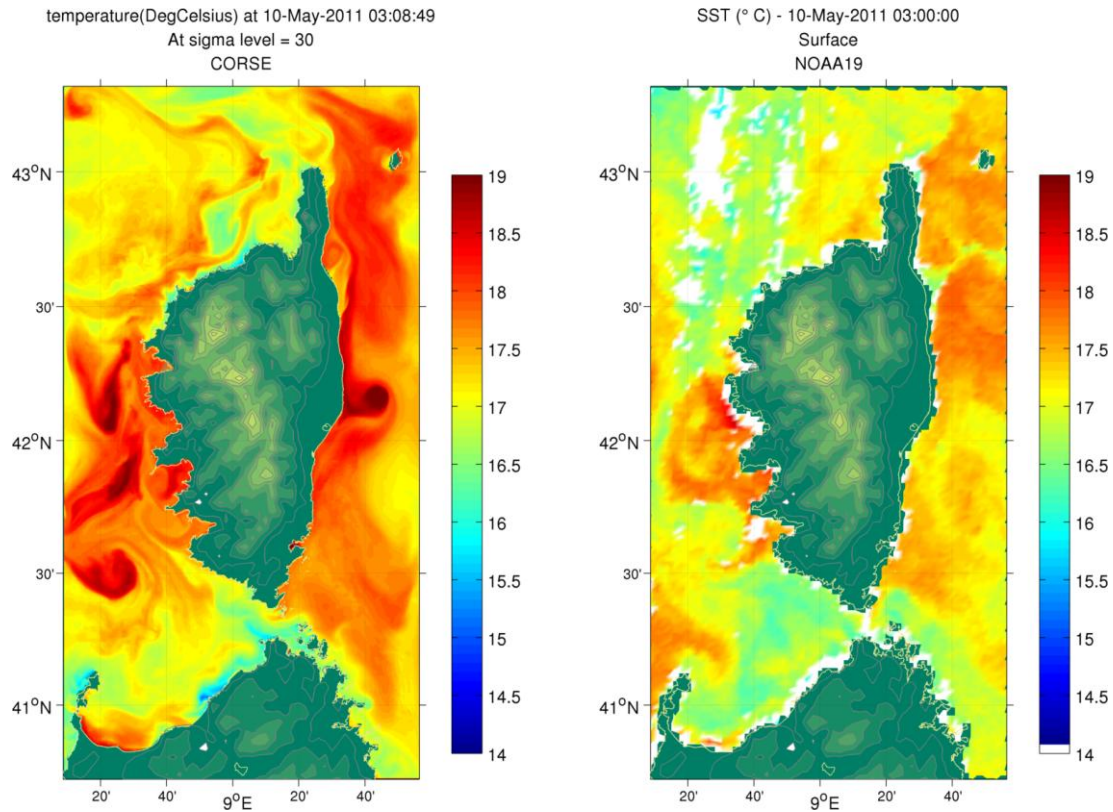 temperature(DegCelsius) at 10-May-2011 03:08:49
At sigma level = 30
CORSE
43°N
30'
42°N
30'
41°N
20' 40' 9°E 20' 40'
19
18.5
18
17.5
17
16.5
16
15.5
15
14.5
14
SST (° C) - 10-May-2011 03:00:00
Surface
NOAA19
43°N
30'
42°N
30'
41°N
20' 40' 9°E 20' 40'
19
18.5
18
17.5
17
16.5
16
15.5
15
14.5
14